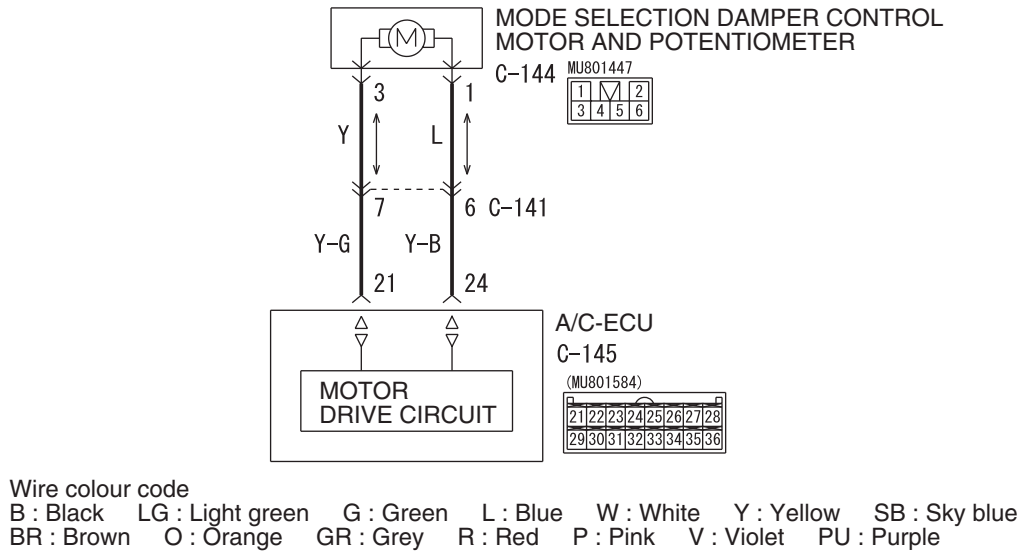 MODE SELECTION DAMPER CONTROL
MOTOR AND POTENTIOMETER
M
C-144
MU801447
1 2
3 4 5 6
3 1
Y L
7 6 C-141
Y-G Y-B
21 24
A/C-ECU
C-145
(MU801584)
21 22 23 24 25 26 27 28
29 30 31 32 33 34 35 36
MOTOR
DRIVE CIRCUIT
Wire colour code
B : Black LG : Light green G : Green L : Blue W : White Y : Yellow SB : Sky blue
BR : Brown O : Orange GR : Grey R : Red P : Pink V : Violet PU : Purple